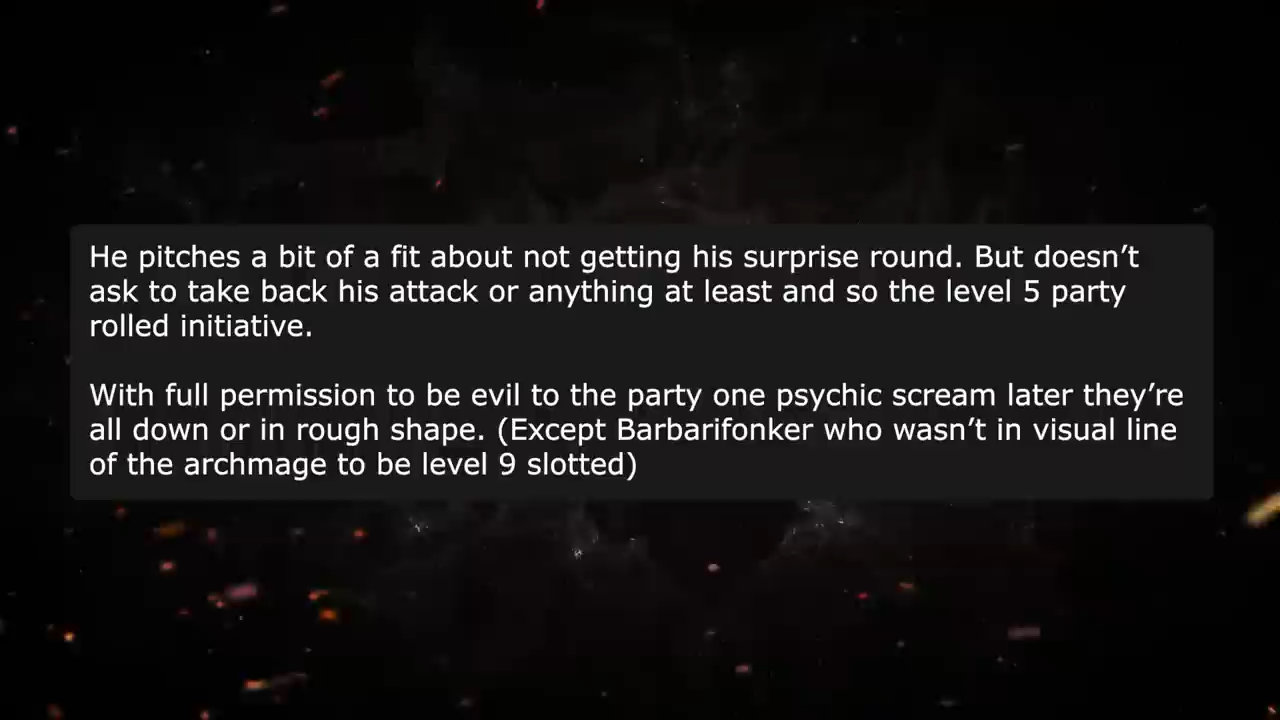 He pitches a bit of a fit about not getting his surprise round. But doesn’t
ask to take back his attack or anything at least and so the level 5 party
rolled initiative.
With full permission to be evil to the party one psychic scream later they’re
all down or in rough shape. (Except Barbarifonker who wasn’t in visual line
of the archmage to be level 9 slotted)